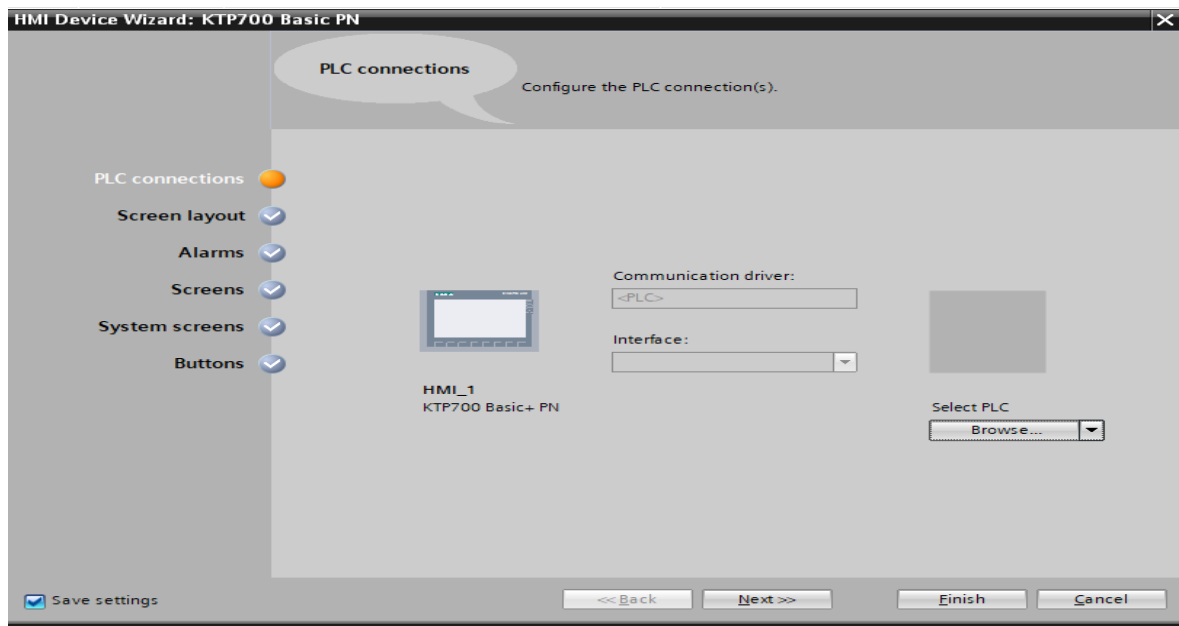 HMI Device Wizard: KTP700 Basic PN
PLC connections
Configure the PLC connection(s).
PLC connections
Screen layout
Alarms
Screens
System screens
Buttons
Communication driver:
<PLC>
Interface:
HMI_1
KTP700 Basic+ PN
Select PLC
Browse...
Save settings
<<Back
Next>>
Finish
Cancel